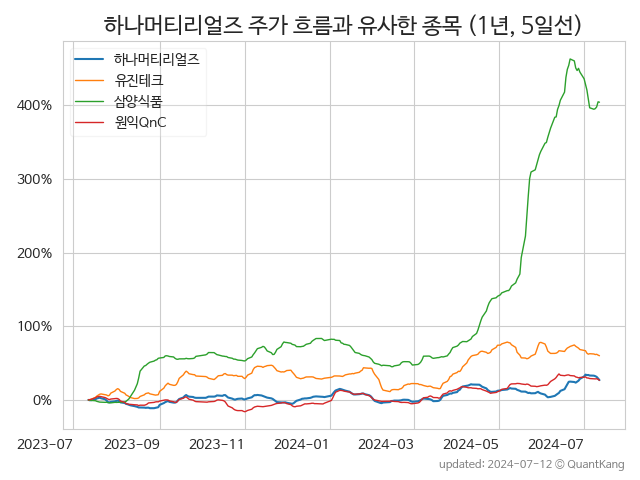 하나머티리얼즈 주가 흐름과 유사한 종목 (1년, 5일선)
하나머티리얼즈
유진테크
삼양식품
원익QnC
400%
300%
200%
100%
0%
2023-07 2023-09 2023-11 2024-01 2024-03 2024-05 2024-07
updated: 2024-07-12 © QuantKang